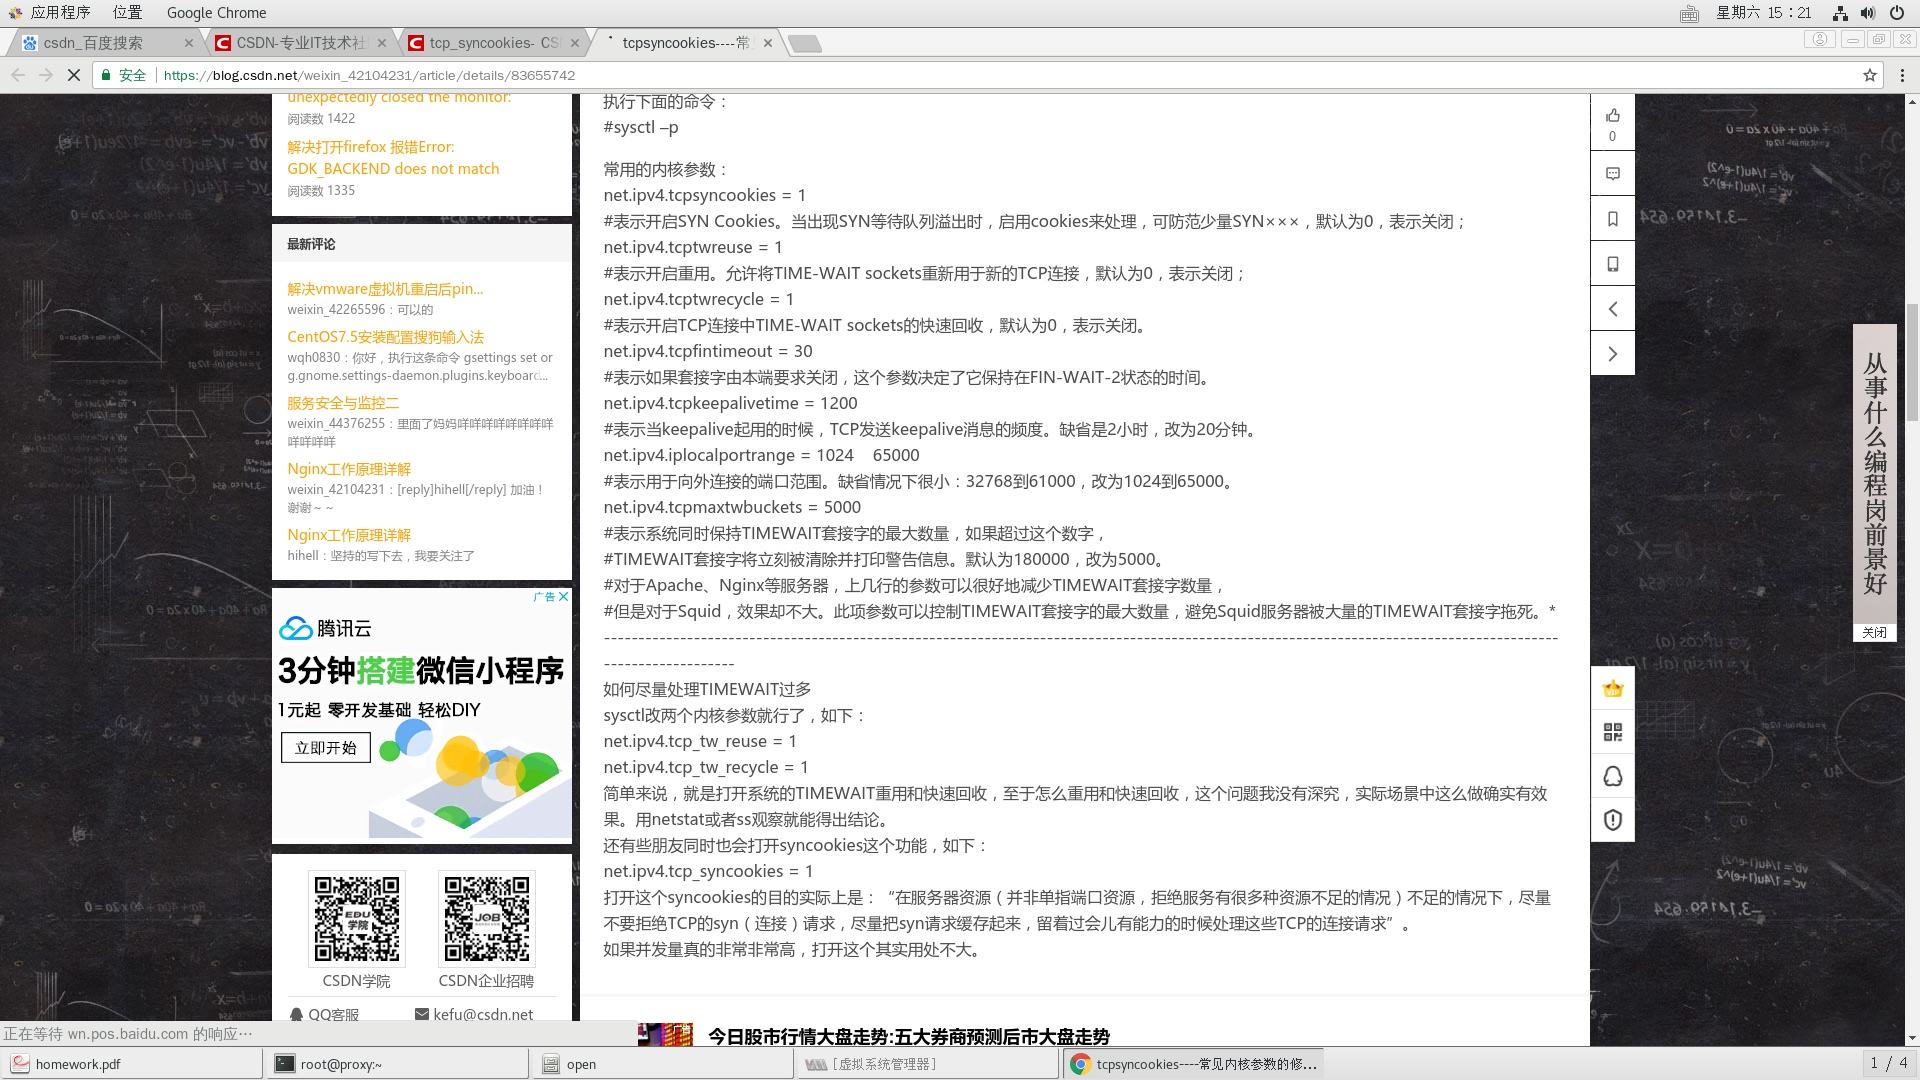 应用程序 位置 Google Chrome
星期六 15：21
csdn_百度搜索
CSDN-专业IT技术社
tcp_syncookies- CS
tcpsyncookies----常
安全 https://blog.csdn.net/weixin_42104231/article/details/83655742
unexpectedly closed the monitor:
阅读数 1422
解决打开firefox 报错Error:
GDK_BACKEND does not match
阅读数 1335
最新评论
解决vmware虚拟机重启后pin...
weixin_42265596：可以的
CentOS7.5安装配置搜狗输入法
wqh0830：你好，执行这条命令 gsettings set or
g.gnome.settings-daemon.plugins.keyboard...
服务安全与监控二
weixin_44376255：里面了妈妈咩咩咩咩咩咩咩咩
咩咩咩咩
Nginx工作原理详解
weixin_42104231：[reply]hihell[/reply] 加油！
谢谢～～
Nginx工作原理详解
hihell：坚持的写下去，我要关注了
广告
腾讯云
3分钟搭建微信小程序
1元起 零开发基础 轻松DIY
立即开始
EDU
学院
JOB
CSDN学院
CSDN企业招聘
QQ客服
kefu@csdn.net
执行下面的命令：
#sysctl –p
常用的内核参数：
net.ipv4.tcpsyncookies = 1
#表示开启SYN Cookies。当出现SYN等待队列溢出时，启用cookies来处理，可防范少量SYN×××，默认为0，表示关闭；
net.ipv4.tcptwreuse = 1
#表示开启重用。允许将TIME-WAIT sockets重新用于新的TCP连接，默认为0，表示关闭；
net.ipv4.tcptwrecycle = 1
#表示开启TCP连接中TIME-WAIT sockets的快速回收，默认为0，表示关闭。
net.ipv4.tcpfintimeout = 30
#表示如果套接字由本端要求关闭，这个参数决定了它保持在FIN-WAIT-2状态的时间。
net.ipv4.tcpkeepalivetime = 1200
#表示当keepalive起用的时候，TCP发送keepalive消息的频度。缺省是2小时，改为20分钟。
net.ipv4.iplocalportrange = 1024 65000
#表示用于向外连接的端口范围。缺省情况下很小：32768到61000，改为1024到65000。
net.ipv4.tcpmaxtwbuckets = 5000
#表示系统同时保持TIMEWAIT套接字的最大数量，如果超过这个数字，
#TIMEWAIT套接字将立刻被清除并打印警告信息。默认为180000，改为5000。
#对于Apache、Nginx等服务器，上几行的参数可以很好地减少TIMEWAIT套接字数量，
#但是对于Squid，效果却不大。此项参数可以控制TIMEWAIT套接字的最大数量，避免Squid服务器被大量的TIMEWAIT套接字拖死。*
------------------------------------------------------------------------------------------------------------------------------------------
-------------------
如何尽量处理TIMEWAIT过多
sysctl改两个内核参数就行了，如下：
net.ipv4.tcp_tw_reuse = 1
net.ipv4.tcp_tw_recycle = 1
简单来说，就是打开系统的TIMEWAIT重用和快速回收，至于怎么重用和快速回收，这个问题我没有深究，实际场景中这么做确实有效
果。用netstat或者ss观察就能得出结论。
还有些朋友同时也会打开syncookies这个功能，如下：
net.ipv4.tcp_syncookies = 1
打开这个syncookies的目的实际上是：“在服务器资源（并非单指端口资源，拒绝服务有很多种资源不足的情况）不足的情况下，尽量
不要拒绝TCP的syn（连接）请求，尽量把syn请求缓存起来，留着过会儿有能力的时候处理这些TCP的连接请求”。
如果并发量真的非常非常高，打开这个其实用处不大。
广告
今日股市行情大盘走势:五大券商预测后市大盘走势
0
VIP
从事什么编程岗前景好
关闭
正在等待 wn.pos.baidu.com 的响应…
homework.pdf
root@proxy:~
open
[虚拟系统管理器]
tcpsyncookies----常见内核参数的修...
1 / 4